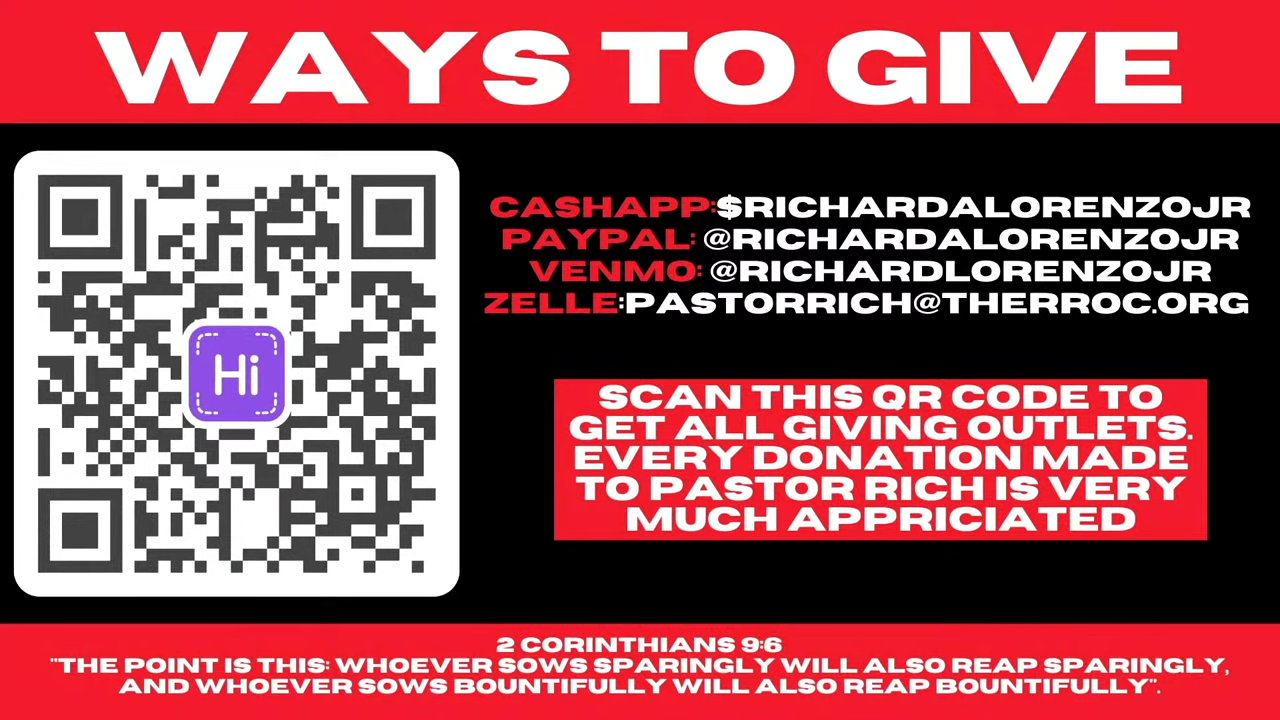 WAYS TO GIVE
Hi
CASHAPP:$RICHARDALORENZOJR
PAYPAL: @RICHARDALORENZOJR
VENMO: @RICHARDLORENZOJR
ZELLE:PASTORRICH@THERROC.ORG
SCAN THIS QR CODE TO
GET ALL GIVING OUTLETS.
EVERY DONATION MADE
TO PASTOR RICH IS VERY
MUCH APPRICIATED
2 CORINTHIANS 9:6
"THE POINT IS THIS: WHOEVER SOWS SPARINGLY WILL ALSO REAP SPARINGLY,
AND WHOEVER SOWS BOUNTIFULLY WILL ALSO REAP BOUNTIFULLY".